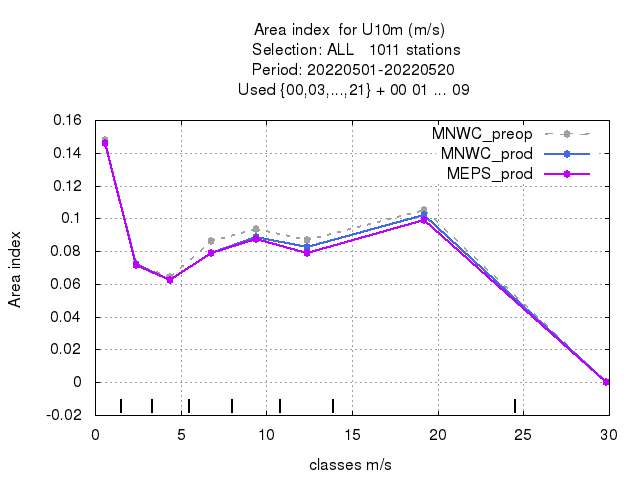 Area index  for U10m (m/s)
Selection: ALL   1011 stations
Period: 20220501-20220520
Used {00,03,...,21} + 00 01 ... 09
MNWC_preop
MNWC_prod
MEPS_prod
0.16
0.14
0.12
0.1
0.08
0.06
0.04
0.02
0
-0.02
Area index
0 5 10 15 20 25 30
classes m/s